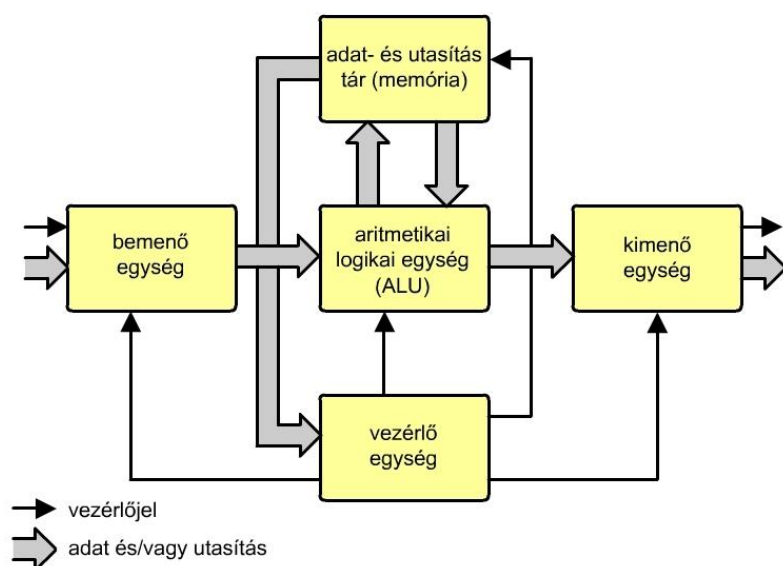 adat- és utasítás
tár (memória)
bemenő
egység
aritmetikai
logikai egység
(ALU)
kimenő
egység
vezérlő
egység
vezérlőjel
adat és/vagy utasítás